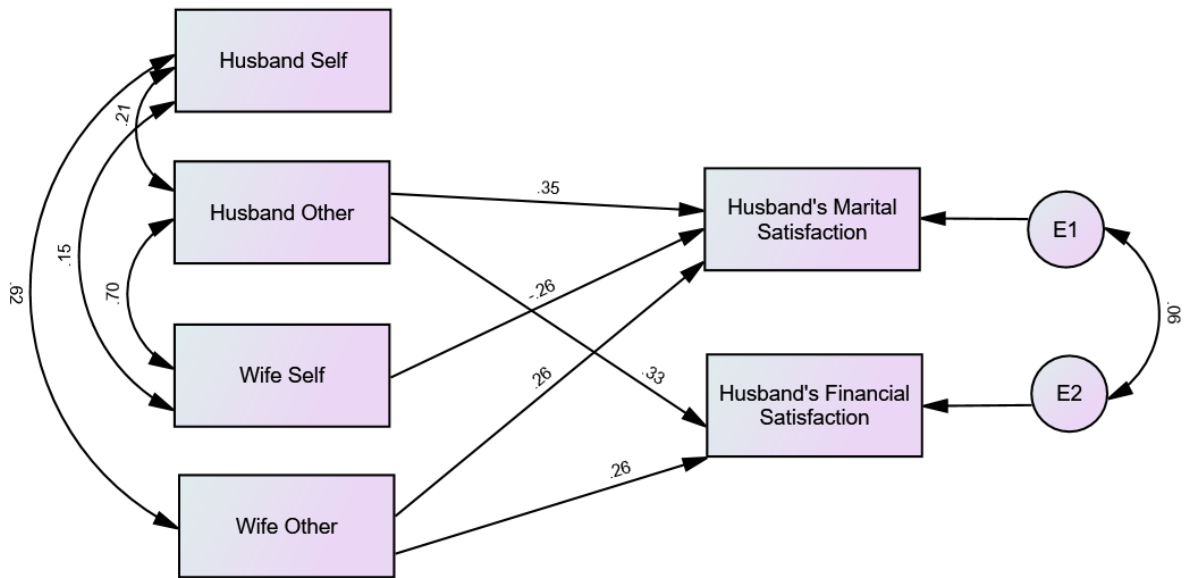 Husband Self
.21
Husband Other
.35
Husband's Marital
Satisfaction
E1
.15
.62
.70
-.26
.06
Wife Self
.26
.33
Husband's Financial
Satisfaction
E2
.26
Wife Other